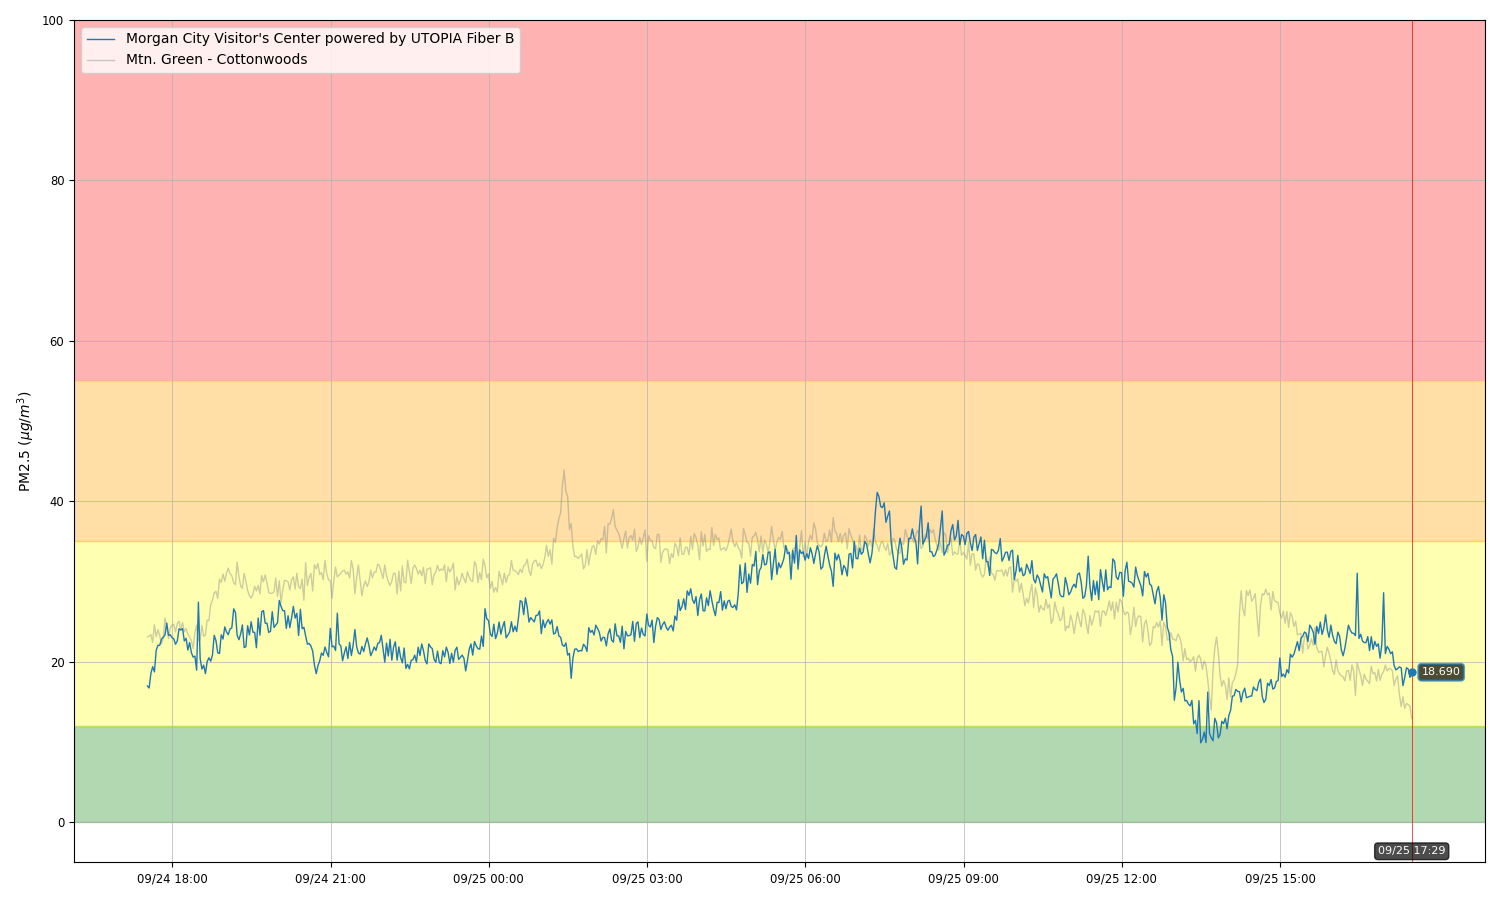 Morgan City Visitor's Center powered by UTOPIA Fiber B
Mtn. Green - Cottonwoods
100
80
60
40
20
0
PM2.5 (μg/m³)
18.690
09/25 17:29
09/24 18:00 09/24 21:00 09/25 00:00 09/25 03:00 09/25 06:00 09/25 09:00 09/25 12:00 09/25 15:00